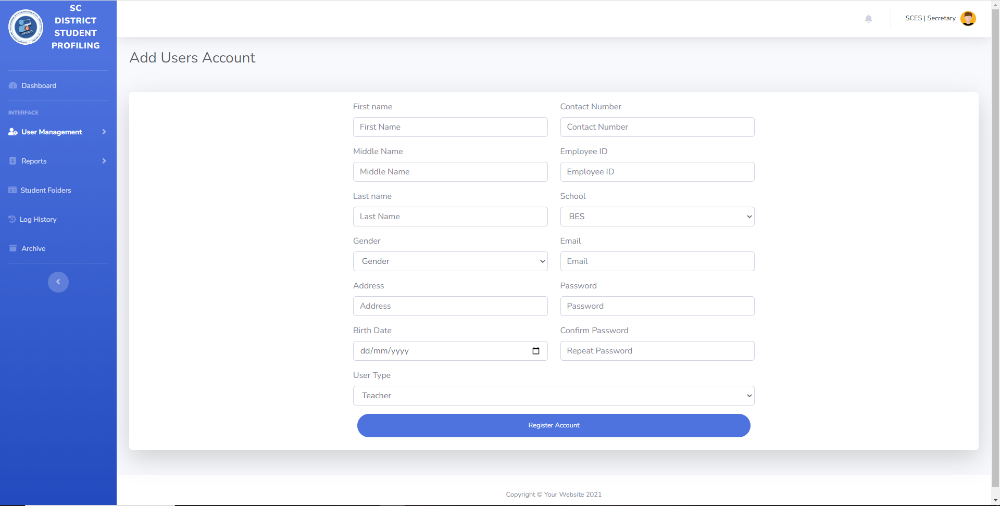 SC
DISTRICT
STUDENT
PROFILING
SCES | Secretary
Dashboard
INTERFACE
User Management
Reports
Student Folders
Log History
Archive
Add Users Account
First name
Contact Number
First Name
Contact Number
Middle Name
Employee ID
Middle Name
Employee ID
Last name
School
Last Name
BES
Gender
Email
Gender
Email
Address
Password
Address
Password
Birth Date
Confirm Password
dd/mm/yyyy
Repeat Password
User Type
Teacher
Register Account
Copyright © Your Website 2021